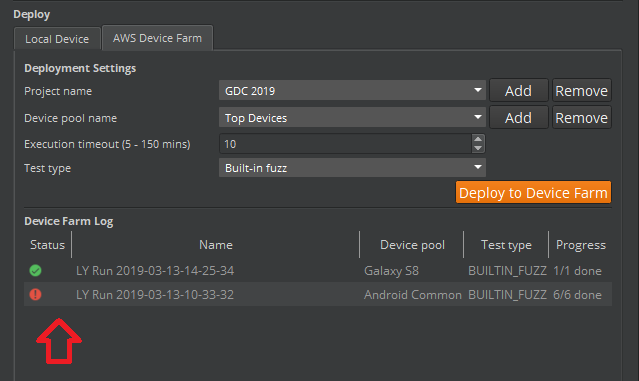 Deploy
Local Device AWS Device Farm
Deployment Settings
Project name GDC 2019 Add Remove
Device pool name Top Devices Add Remove
Execution timeout (5 - 150 mins) 10
Test type Built-in fuzz
Deploy to Device Farm
Device Farm Log
Status Name Device pool Test type Progress
LY Run 2019-03-13-14-25-34 Galaxy S8 BUILTIN_FUZZ 1/1 done
LY Run 2019-03-13-10-33-32 Android Common BUILTIN_FUZZ 6/6 done